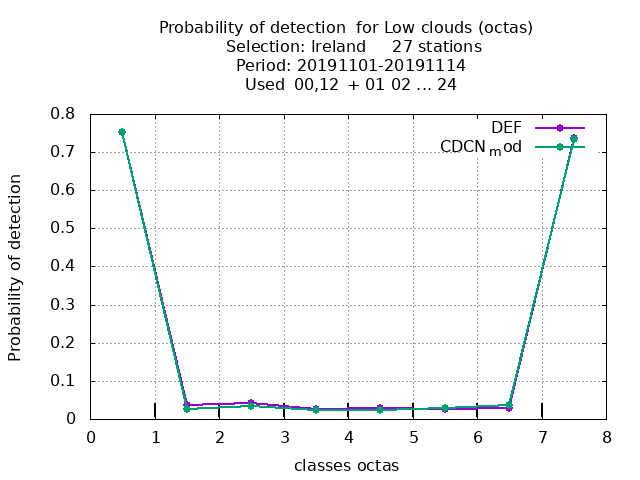 Probability of detection  for Low clouds (octas)
Selection: Ireland     27 stations
Period: 20191101-20191114
Used  00,12  + 01 02 ... 24
DEF
CDCNmod
0.8
0.7
0.6
0.5
0.4
0.3
0.2
0.1
0
Probability of detection
0 1 2 3 4 5 6 7 8
classes octas